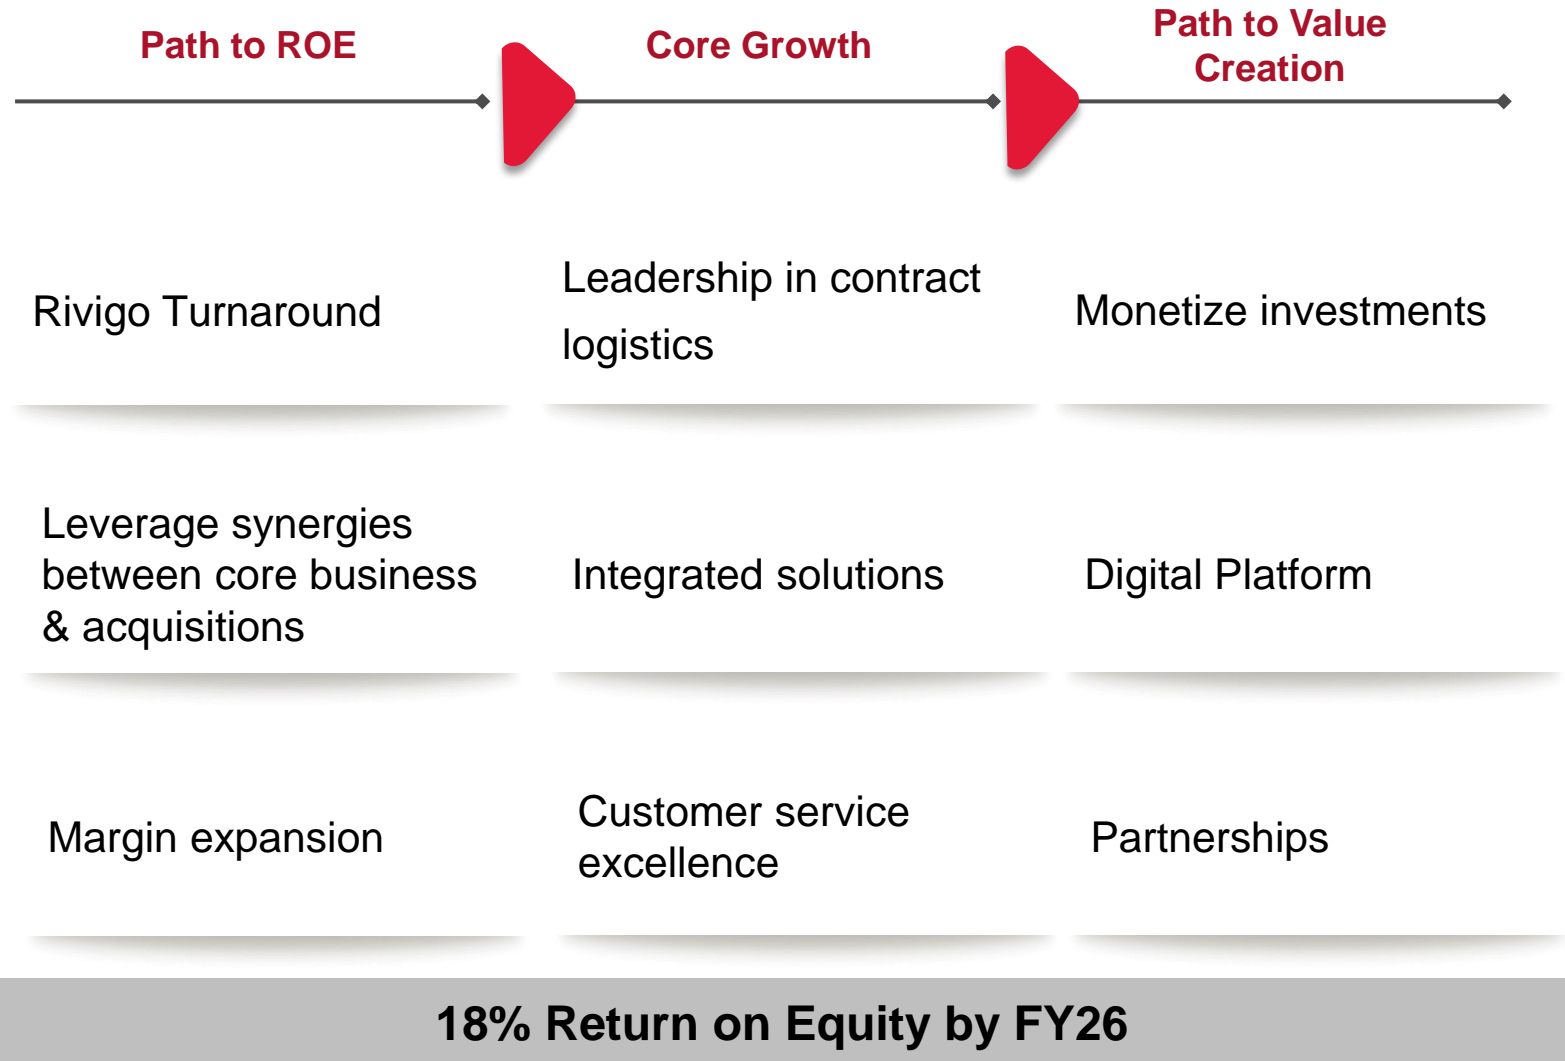 Path to ROE
Core Growth
Path to Value
Creation
Rivigo Turnaround
Leadership in contract
logistics
Monetize investments
Leverage synergies
between core business
& acquisitions
Integrated solutions
Digital Platform
Margin expansion
Customer service
excellence
Partnerships
18% Return on Equity by FY26